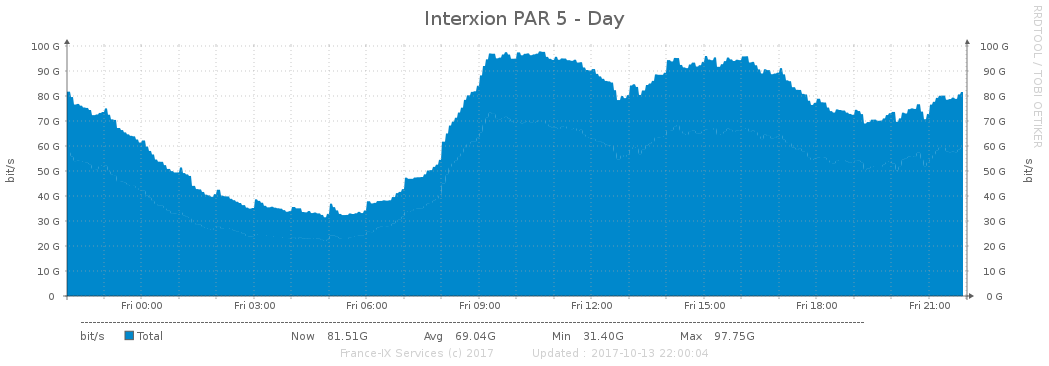 Interxion PAR 5 - Day
RRDTOOL / TOBI OETIKER
bit/s
100 G
90 G
80 G
70 G
60 G
50 G
40 G
30 G
20 G
10 G
0
100 G
90 G
80 G
70 G
60 G
50 G
40 G
30 G
20 G
10 G
0 G
bit/s
Fri 00:00 Fri 03:00 Fri 06:00 Fri 09:00 Fri 12:00 Fri 15:00 Fri 18:00 Fri 21:00
bit/s Total Now 81.51G Avg 69.04G Min 31.40G Max 97.75G
France-IX Services (c) 2017 Updated : 2017-10-13 22:00:04